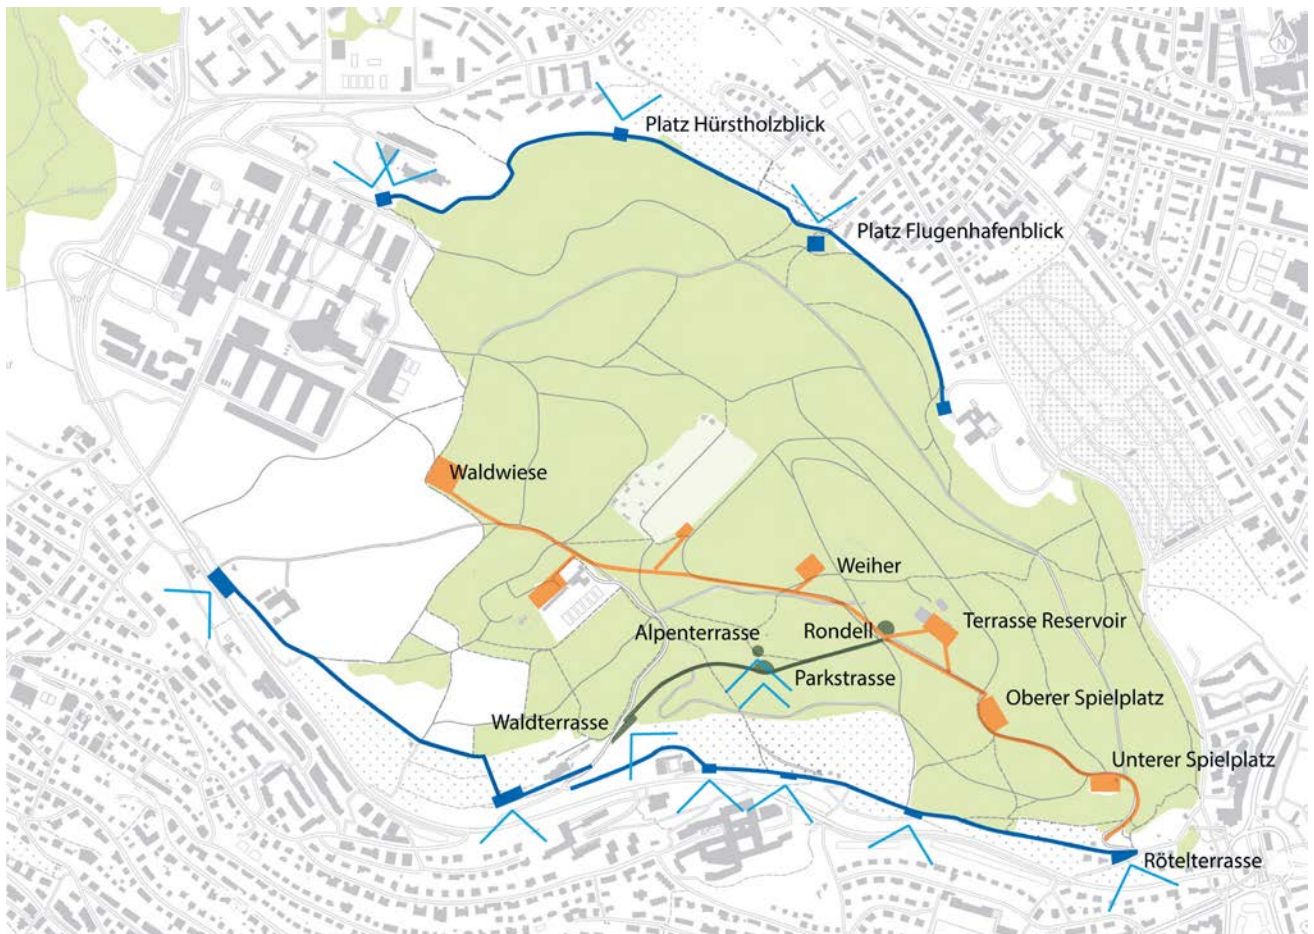 N
Platz Hürstholzblick
Platz Flugenhafenblick
Waldwiese
Weiher
Alpenterrasse
Rondell
Terrasse Reservoir
Parkstrasse
Oberer Spielplatz
Waldterrasse
Unterer Spielplatz
Rötelterrasse